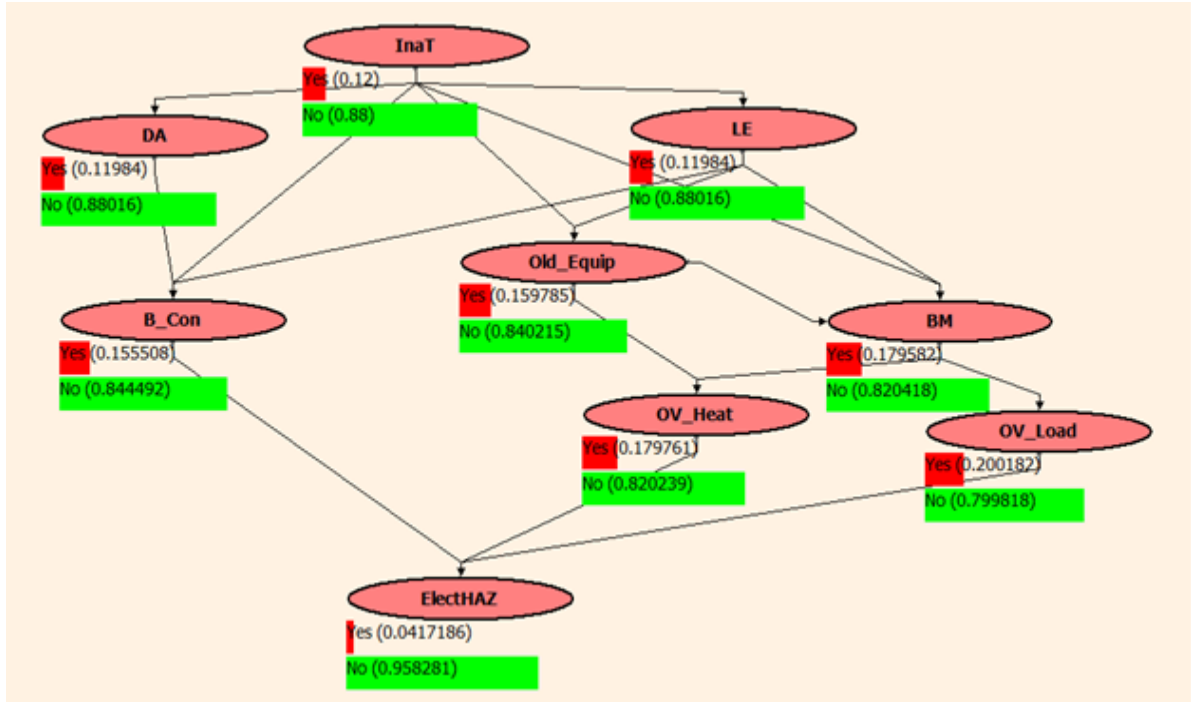 InaT
Yes (0.12)
No (0.88)
DA
Yes (0.11984)
No (0.88016)
LE
Yes (0.11984)
No (0.88016)
Old_Equip
Yes (0.159785)
No (0.840215)
B_Con
Yes (0.155508)
No (0.844492)
BM
Yes (0.179582)
No (0.820418)
OV_Heat
Yes (0.179761)
No (0.820239)
OV_Load
Yes (0.200182)
No (0.799818)
ElectHAZ
Yes (0.0417186)
No (0.958281)